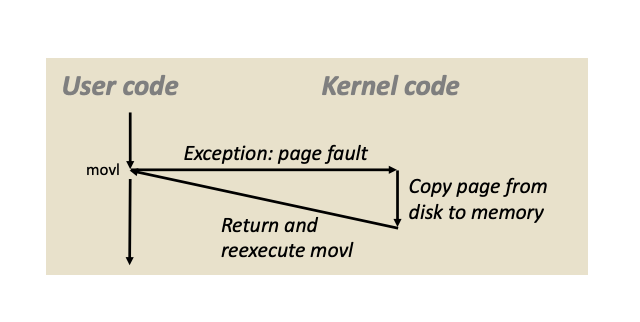 User code
Kernel code
Exception: page fault
movl
Copy page from
disk to memory
Return and
reexecute movl